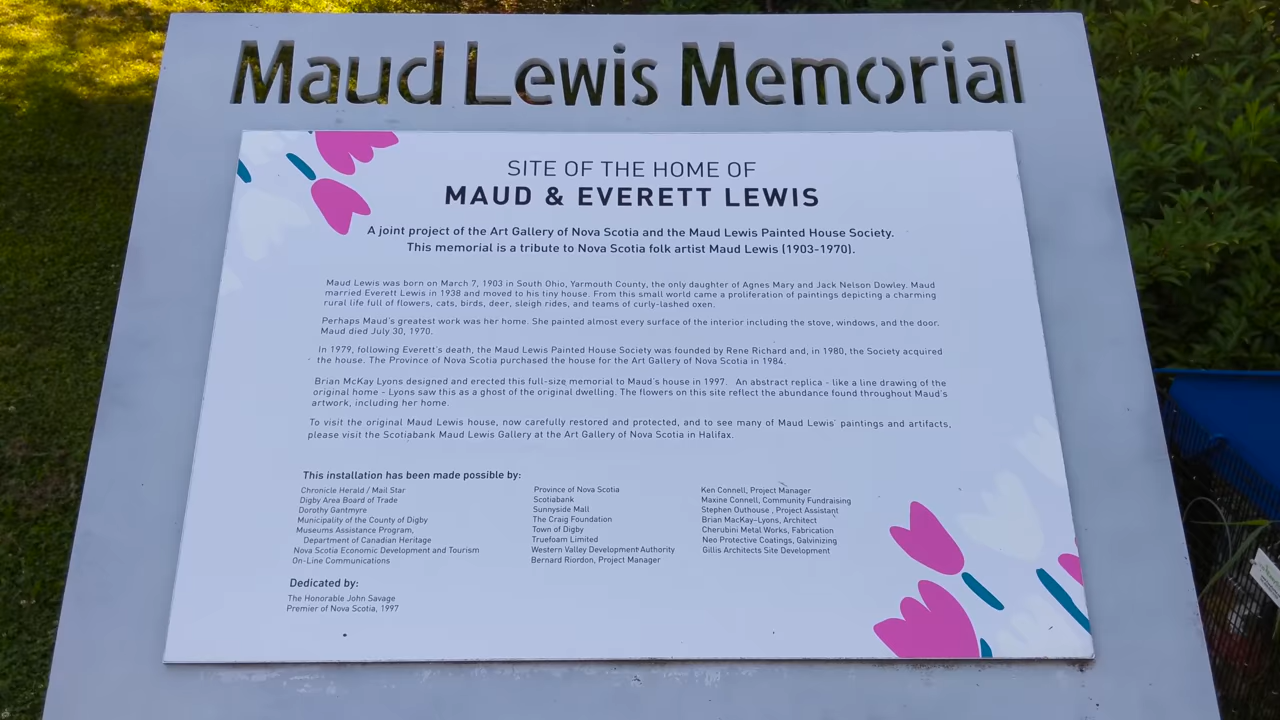 Maud Lewis Memorial
SITE OF THE HOME OF
MAUD & EVERETT LEWIS
A joint project of the Art Gallery of Nova Scotia and the Maud Lewis Painted House Society.
This memorial is a tribute to Nova Scotia folk artist Maud Lewis (1903-1970).
Maud Lewis was born on March 7, 1903 in South Ohio, Yarmouth County, the only daughter of Agnes Mary and Jack Nelson Dowley. Maud
married Everett Lewis in 1938 and moved to his tiny house. From this small world came a proliferation of paintings depicting a charming
rural life full of flowers, cats, birds, deer, sleigh rides, and teams of curly-lashed oxen.
Perhaps Maud's greatest work was her home. She painted almost every surface of the interior including the stove, windows, and the door.
Maud died July 30, 1970.
In 1979, following Everett's death, the Maud Lewis Painted House Society was founded by Rene Richard and, in 1980, the Society acquired
the house. The Province of Nova Scotia purchased the house for the Art Gallery of Nova Scotia in 1984.
Brian McKay Lyons designed and erected this full-size memorial to Maud's house in 1997. An abstract replica - like a line drawing of the
original home - Lyons saw this as a ghost of the original dwelling. The flowers on this site reflect the abundance found throughout Maud's
artwork, including her home.
To visit the original Maud Lewis house, now carefully restored and protected, and to see many of Maud Lewis' paintings and artifacts,
please visit the Scotiabank Maud Lewis Gallery at the Art Gallery of Nova Scotia in Halifax.
This installation has been made possible by:
Chronicle Herald / Mail Star
Digby Area Board of Trade
Dorothy Gantmyre
Municipality of the County of Digby
Museums Assistance Program,
Department of Canadian Heritage
Nova Scotia Economic Development and Tourism
On-Line Communications
Province of Nova Scotia
Scotiabank
Sunnyside Mall
The Craig Foundation
Town of Digby
Truefoam Limited
Western Valley Development Authority
Bernard Riordon, Project Manager
Ken Connell, Project Manager
Maxine Connell, Community Fundraising
Stephen Outhouse , Project Assistant
Brian MacKay-Lyons, Architect
Cherubini Metal Works, Fabrication
Neo Protective Coatings, Galvinizing
Gillis Architects Site Development
Dedicated by:
The Honorable John Savage
Premier of Nova Scotia, 1997